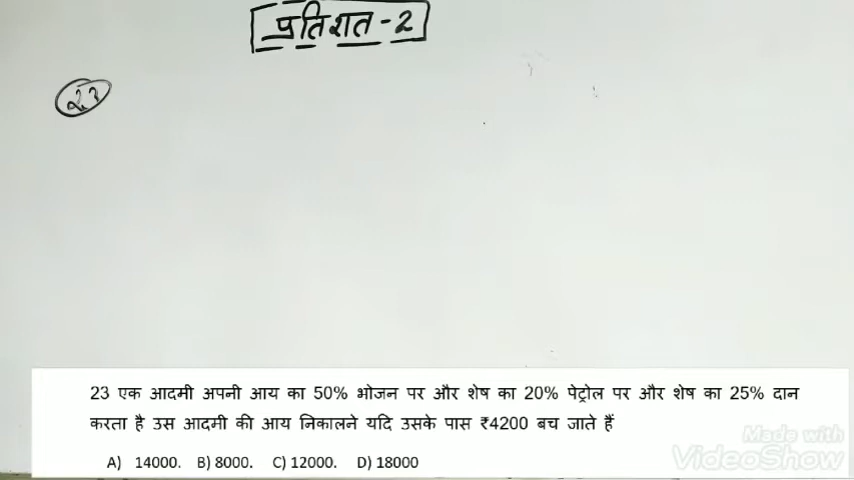 प्रतिशत-2
23
23 एक आदमी अपनी आय का 50% भोजन पर और शेष का 20% पेट्रोल पर और शेष का 25% दान
करता है उस आदमी की आय निकालने यदि उसके पास ₹4200 बच जाते हैं
A) 14000. B) 8000. C) 12000. D) 18000
Made with
VideoShow